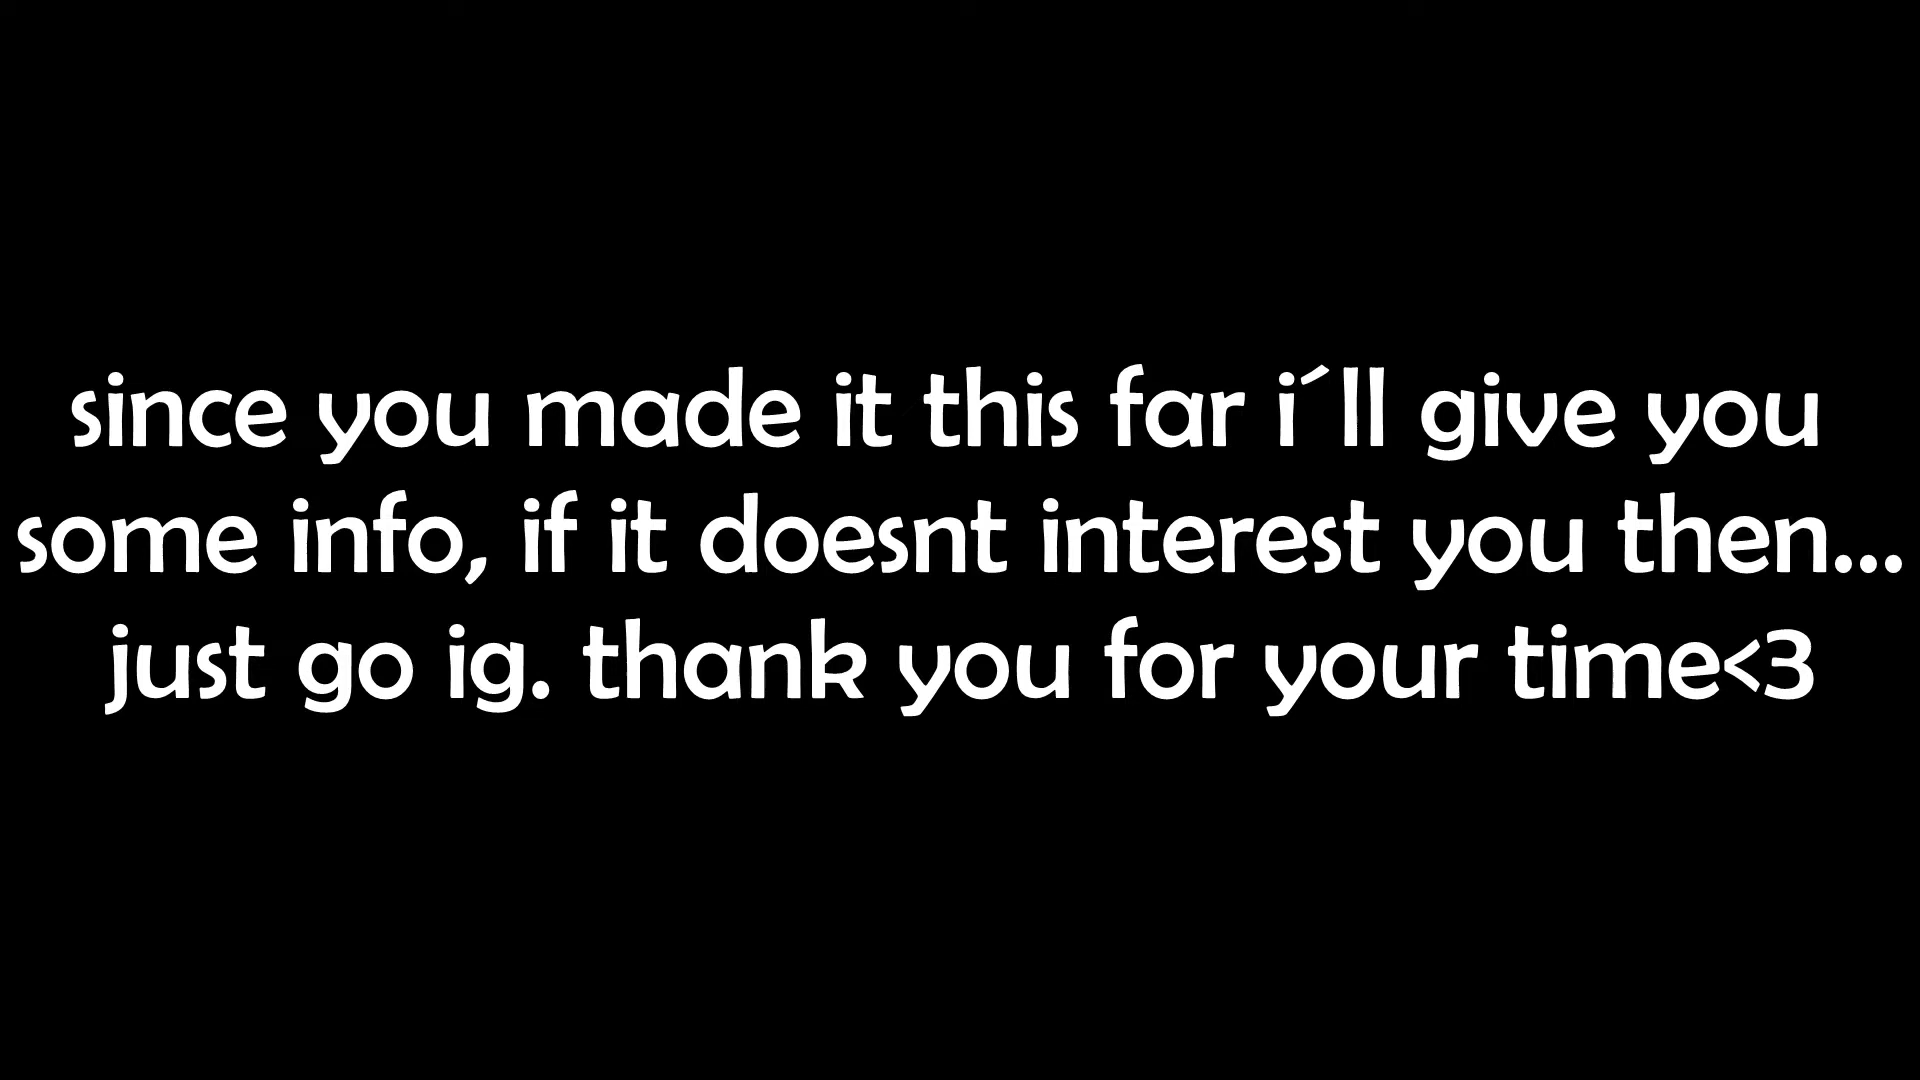 since you made it this far i´ll give you
some info, if it doesnt interest you then...
just go ig. thank you for your time<3